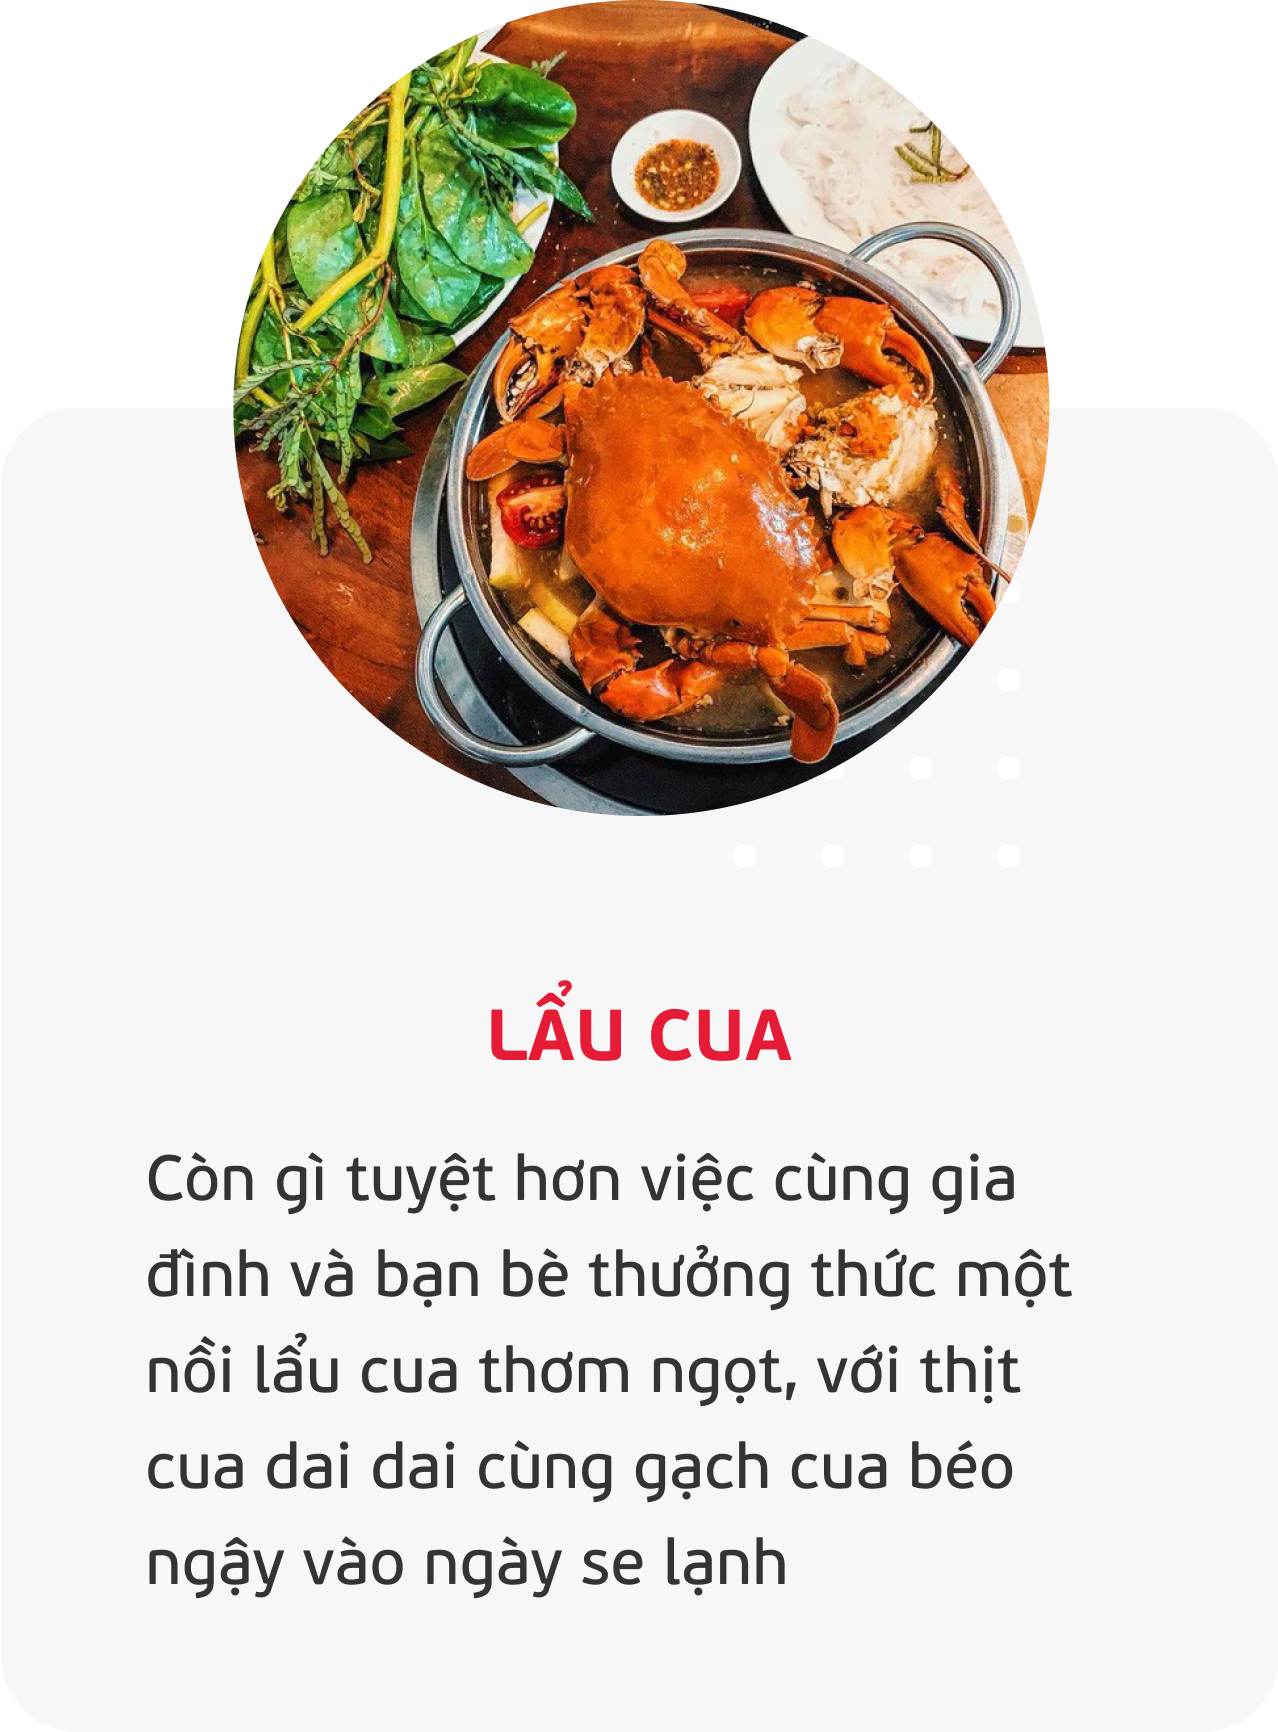 LẨU CUA
Còn gì tuyệt hơn việc cùng gia
đình và bạn bè thưởng thức một
nồi lẩu cua thơm ngọt, với thịt
cua dai dai cùng gạch cua béo
ngậy vào ngày se lạnh